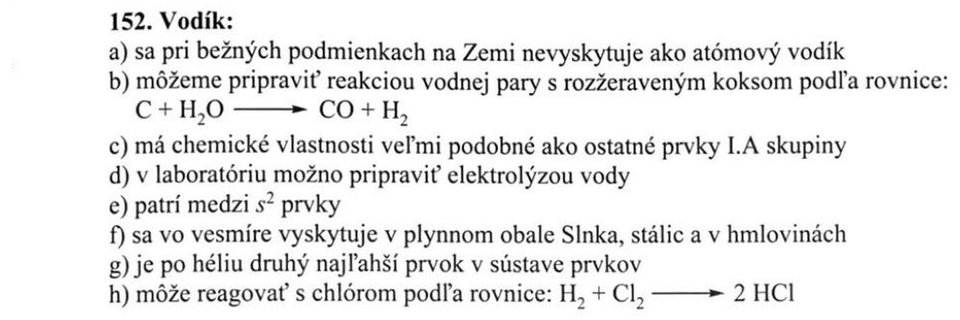 152. Vodík:
a) sa pri bežných podmienkach na Zemi nevyskytuje ako atómový vodík
b) môžeme pripraviť reakciou vodnej pary s rozžeraveným koksom podľa rovnice:
C + H₂O ⟶ CO + H₂
c) má chemické vlastnosti veľmi podobné ako ostatné prvky I.A skupiny
d) v laboratóriu možno pripraviť elektrolýzou vody
e) patrí medzi s² prvky
f) sa vo vesmíre vyskytuje v plynnom obale Slnka, stálic a v hmlovinách
g) je po héliu druhý najľahší prvok v sústave prvkov
h) môže reagovať s chlórom podľa rovnice: H₂ + Cl₂ ⟶ 2 HCl